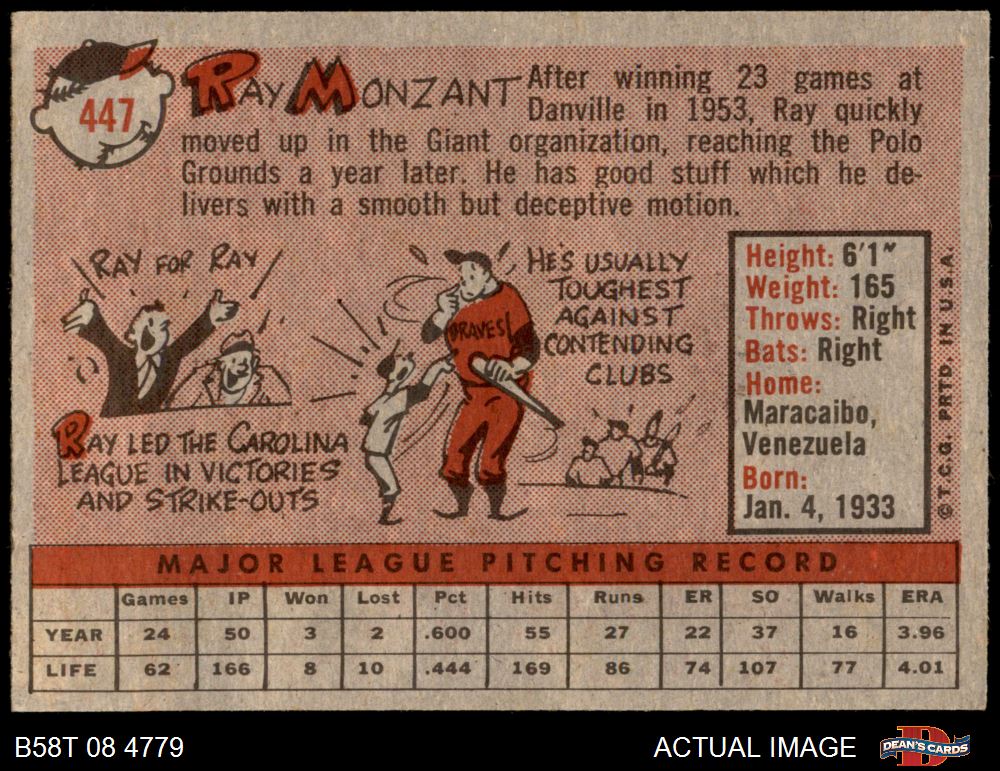 447
RAY MONZANT After winning 23 games at
Danville in 1953, Ray quickly
moved up in the Giant organization, reaching the Polo
Grounds a year later. He has good stuff which he de-
livers with a smooth but deceptive motion.
RAY FOR RAY
RAY LED THE CAROLINA
LEAGUE IN VICTORIES
AND STRIKE-OUTS
BRAVES
HE'S USUALLY
TOUGHEST
AGAINST
CONTENDING
CLUBS
Height: 6'1"
Weight: 165
Throws: Right
Bats: Right
Home:
Maracaibo,
Venezuela
Born:
Jan. 4, 1933
© T.C.G. PRTD. IN U.S.A.
MAJOR LEAGUE PITCHING RECORD
Games IP Won Lost Pct Hits Runs ER SO Walks ERA
YEAR 24 50 3 2 .600 55 27 22 37 16 3.96
LIFE 62 166 8 10 .444 169 86 74 107 77 4.01
B58T 08 4779
ACTUAL IMAGE
DEAN'S CARDS